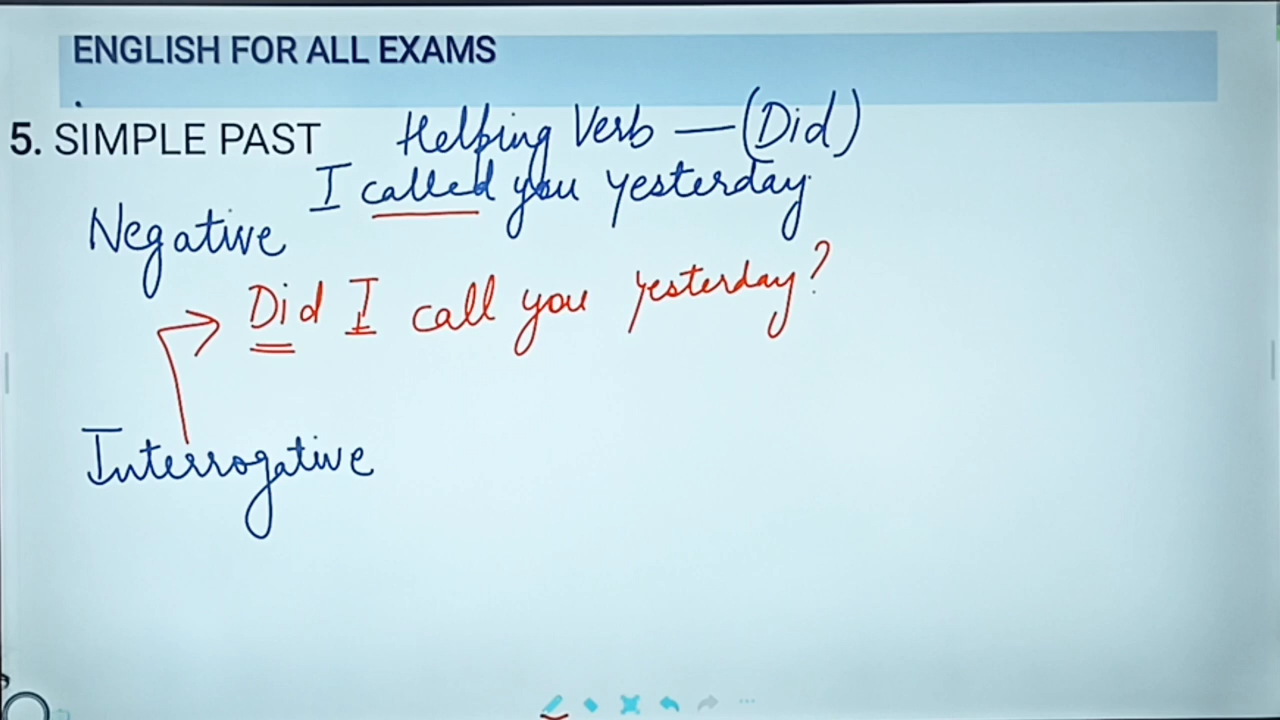 ENGLISH FOR ALL EXAMS
5. SIMPLE PAST Helping Verb — (Did)
I called you yesterday.
Negative
Did I call you yesterday?
Interrogative